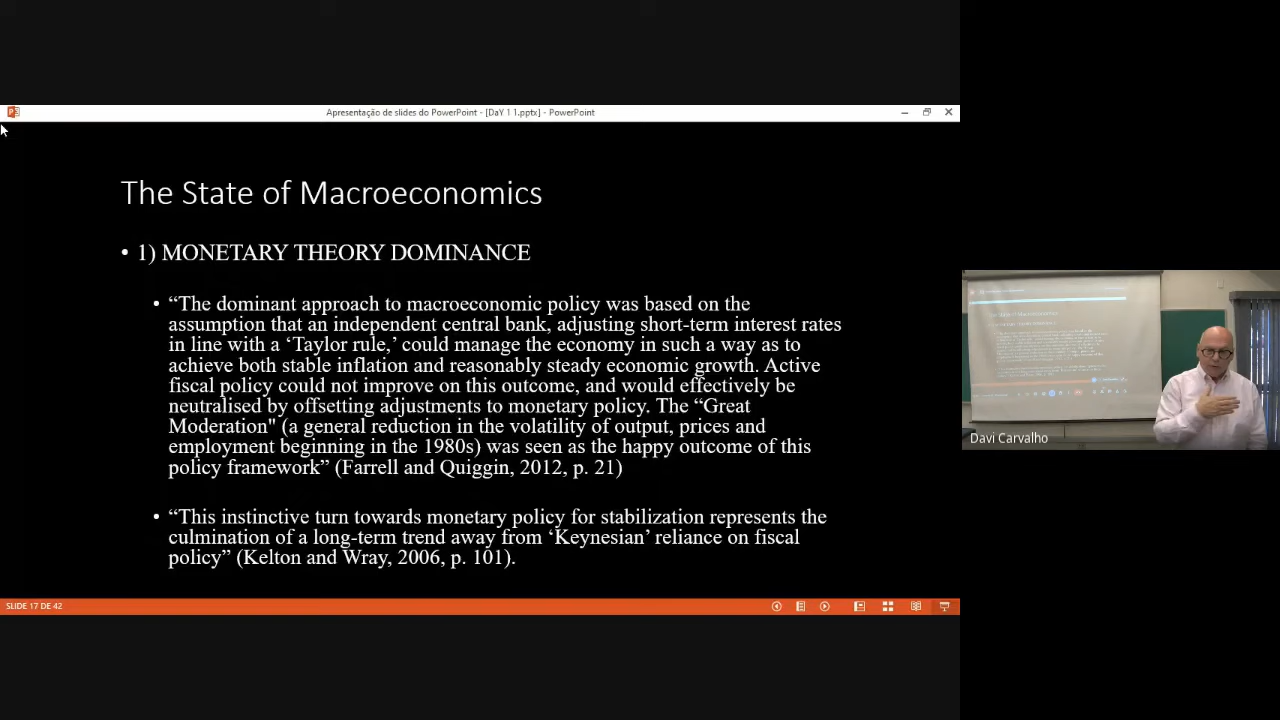 Apresentação de slides do PowerPoint - [DaY 1 1.pptx] - PowerPoint
The State of Macroeconomics
• 1) MONETARY THEORY DOMINANCE
• “The dominant approach to macroeconomic policy was based on the
assumption that an independent central bank, adjusting short-term interest rates
in line with a ‘Taylor rule,’ could manage the economy in such a way as to
achieve both stable inflation and reasonably steady economic growth. Active
fiscal policy could not improve on this outcome, and would effectively be
neutralised by offsetting adjustments to monetary policy. The “Great
Moderation" (a general reduction in the volatility of output, prices and
employment beginning in the 1980s) was seen as the happy outcome of this
policy framework” (Farrell and Quiggin, 2012, p. 21)
• “This instinctive turn towards monetary policy for stabilization represents the
culmination of a long-term trend away from ‘Keynesian’ reliance on fiscal
policy” (Kelton and Wray, 2006, p. 101).
SLIDE 17 DE 42
Davi Carvalho